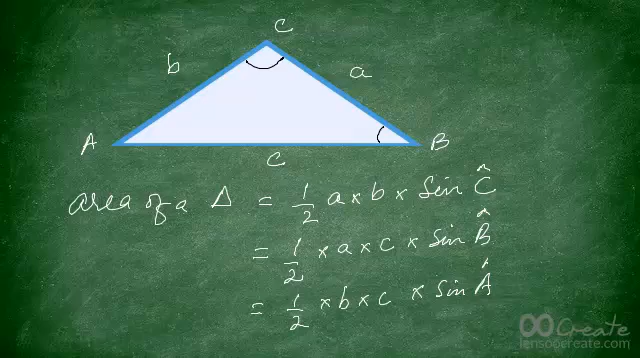 C
b
a
A
B
C
area of a Δ = 1/2 a × b × Sin Ĉ
= 1/2 × a × c × sin B̂
= 1/2 × b × c × sin Â
Create
lensoocreate.com